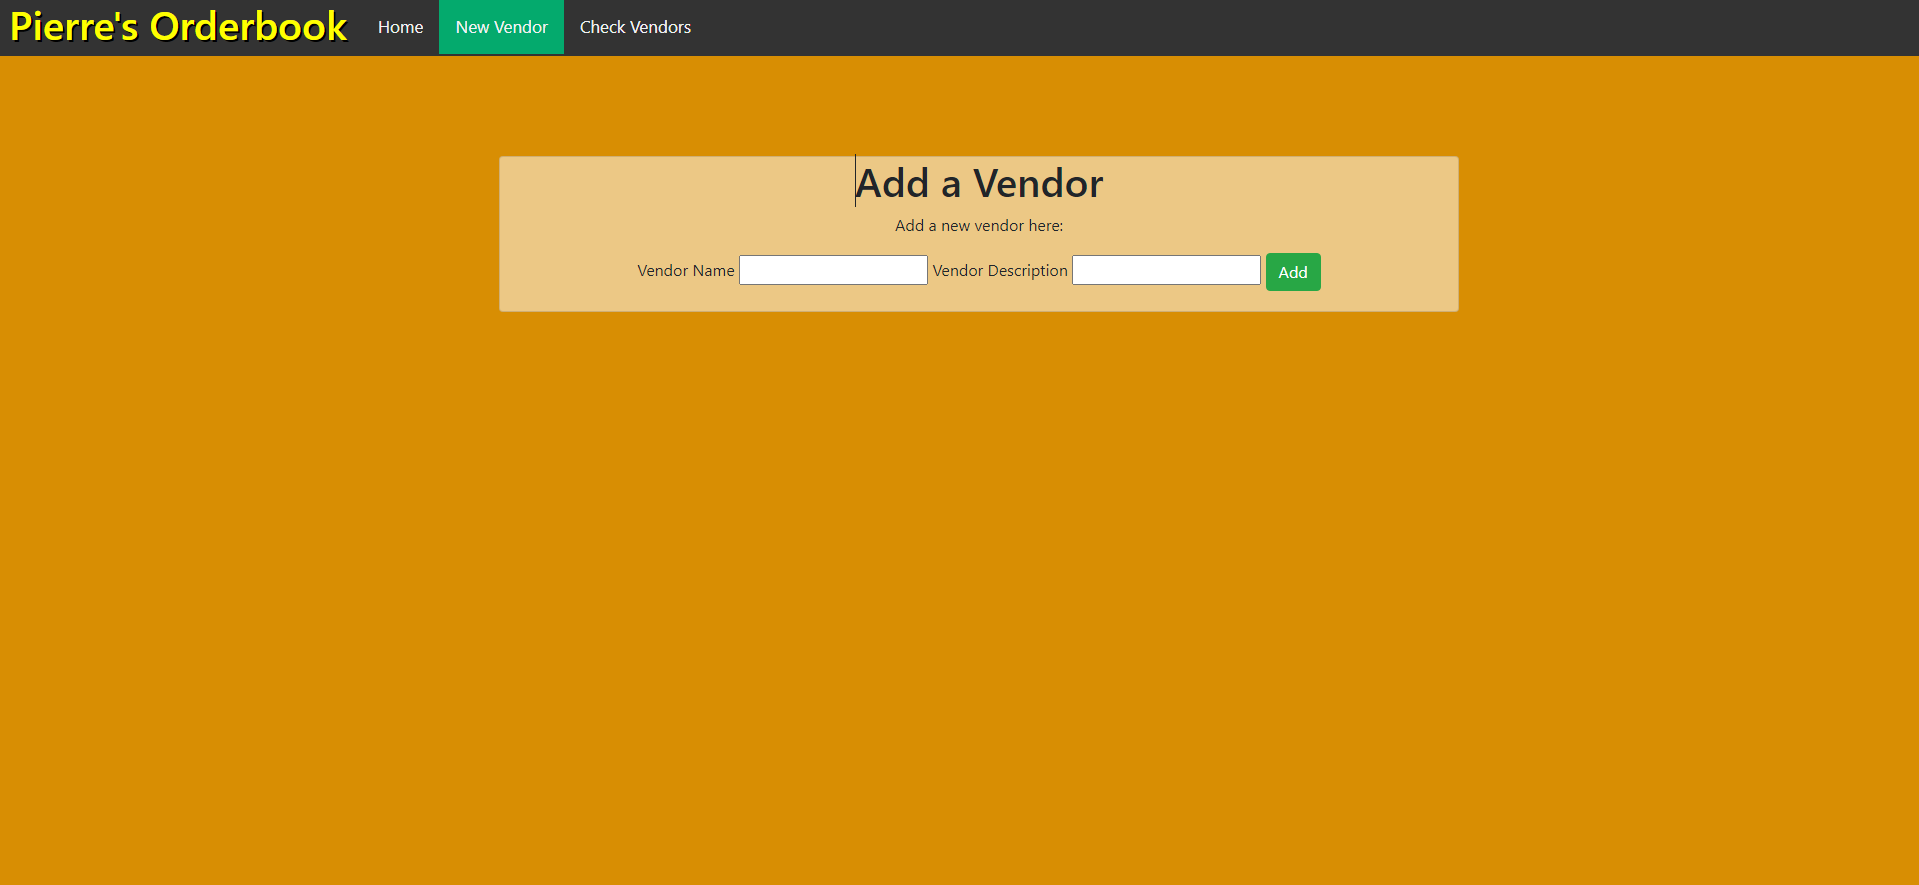 Pierre's Orderbook Home New Vendor Check Vendors
Add a Vendor
Add a new vendor here:
Vendor Name Vendor Description Add